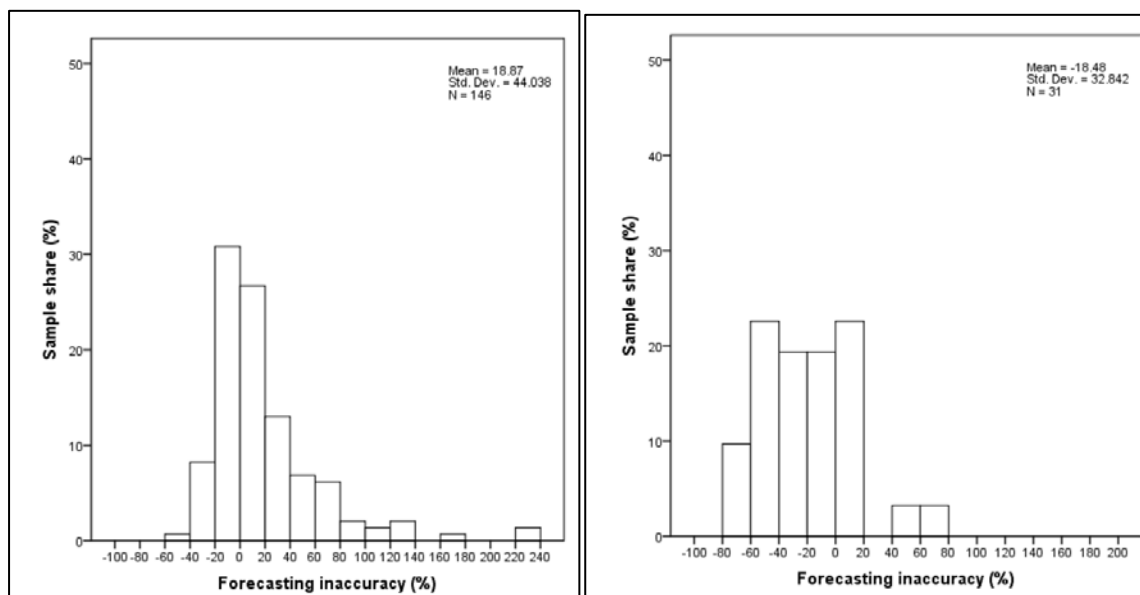 50
40
30
20
10
0
Sample share (%)
Mean = 18.87
Std. Dev. = 44.038
N = 146
-100 -80 -60 -40 -20 0 20 40 60 80 100 120 140 160 180 200 220 240
Forecasting inaccuracy (%)
50
40
30
20
10
0
Sample share (%)
Mean = -18.48
Std. Dev. = 32.842
N = 31
-100 -80 -60 -40 -20 0 20 40 60 80 100 120 140 160 180 200
Forecasting inaccuracy (%)